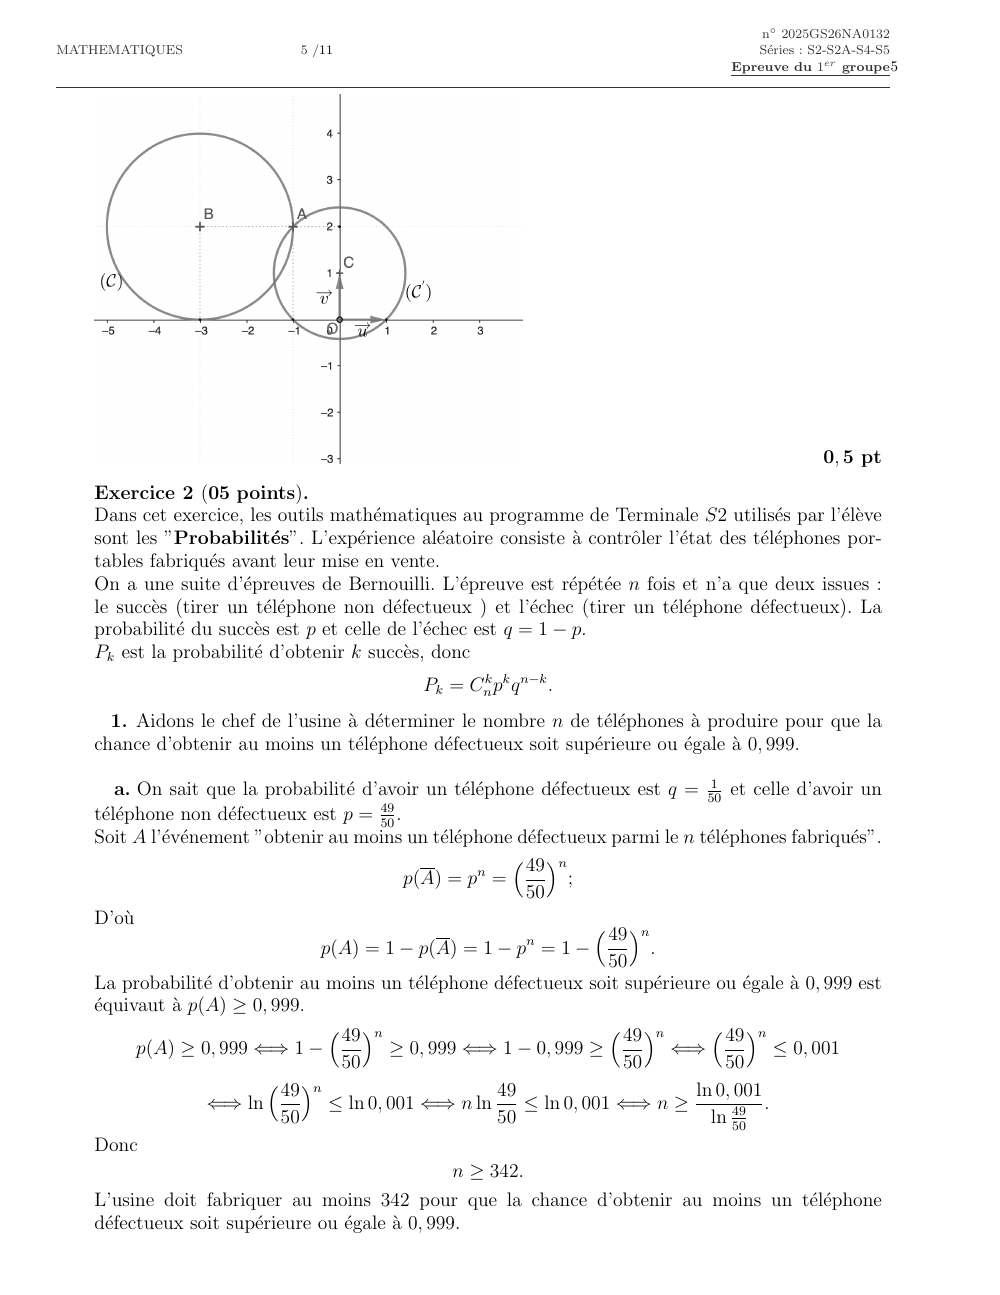 n° 2025GS26NA0132
MATHEMATIQUES 5 /11 Séries : S2-S2A-S4-S5
Epreuve du 1er groupe5
4
3
B A 2
C
1
(C) (C')
v
−5 −4 −3 −2 −1 0 O u 1 2 3
−1
−2
−3
0, 5 pt
Exercice 2 (05 points).
Dans cet exercice, les outils mathématiques au programme de Terminale S2 utilisés par l'élève
sont les "Probabilités". L'expérience aléatoire consiste à contrôler l'état des téléphones por-
tables fabriqués avant leur mise en vente.
On a une suite d'épreuves de Bernouilli. L'épreuve est répétée n fois et n'a que deux issues :
le succès (tirer un téléphone non défectueux ) et l'échec (tirer un téléphone défectueux). La
probabilité du succès est p et celle de l'échec est q = 1 − p.
P_k est la probabilité d'obtenir k succès, donc
P_k = C_n^k p^k q^{n−k}.
1. Aidons le chef de l'usine à déterminer le nombre n de téléphones à produire pour que la
chance d'obtenir au moins un téléphone défectueux soit supérieure ou égale à 0, 999.
a. On sait que la probabilité d'avoir un téléphone défectueux est q = 1/50 et celle d'avoir un
téléphone non défectueux est p = 49/50.
Soit A l'événement "obtenir au moins un téléphone défectueux parmi le n téléphones fabriqués".
p(A̅) = p^n = (49/50)^n;
D'où
p(A) = 1 − p(A̅) = 1 − p^n = 1 − (49/50)^n.
La probabilité d'obtenir au moins un téléphone défectueux soit supérieure ou égale à 0, 999 est
équivaut à p(A) ≥ 0, 999.
p(A) ≥ 0, 999 ⟺ 1 − (49/50)^n ≥ 0, 999 ⟺ 1 − 0, 999 ≥ (49/50)^n ⟺ (49/50)^n ≤ 0, 001
⟺ ln (49/50)^n ≤ ln 0, 001 ⟺ n ln 49/50 ≤ ln 0, 001 ⟺ n ≥ ln 0, 001 / ln 49/50.
Donc
n ≥ 342.
L'usine doit fabriquer au moins 342 pour que la chance d'obtenir au moins un téléphone
défectueux soit supérieure ou égale à 0, 999.